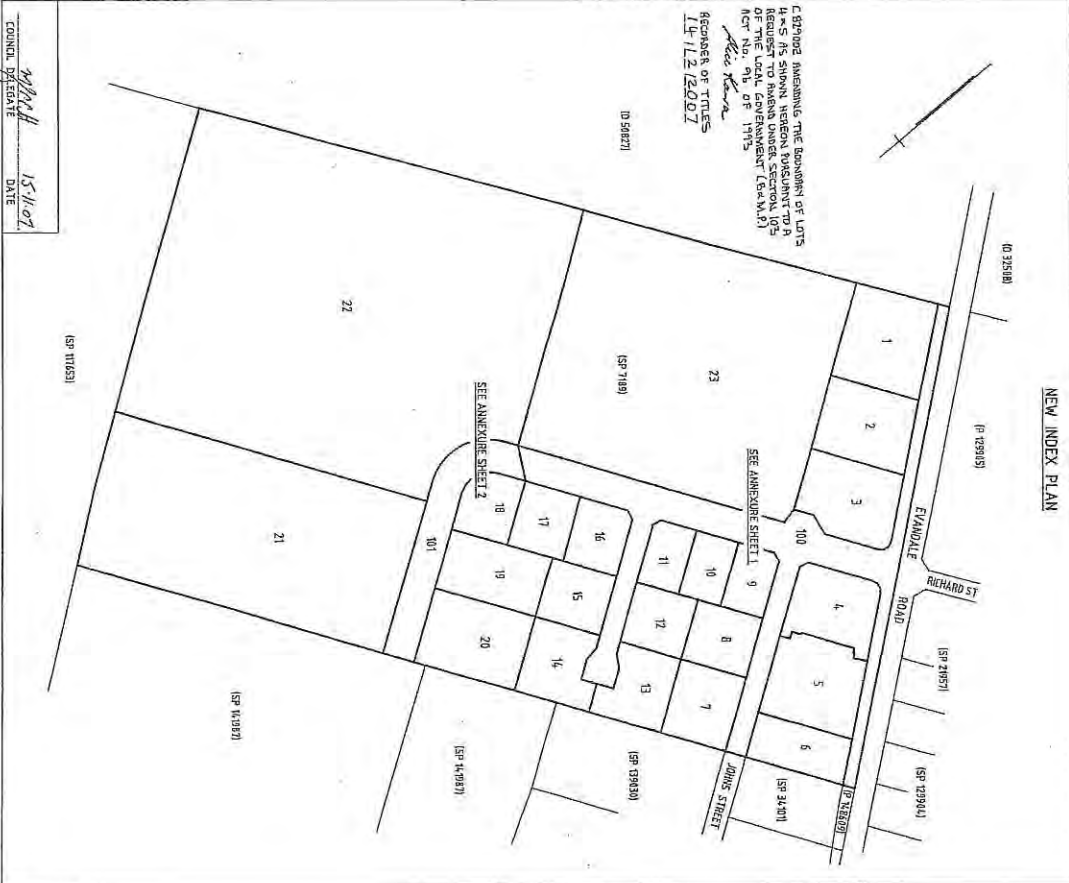 NEW INDEX PLAN
C 829002 AMENDING THE BOUNDARY OF LOTS
4 & 5 AS SHOWN HEREON PURSUANT TO A
REQUEST TO AMEND UNDER SECTION 103
OF THE LOCAL GOVERNMENT (B & M.P.)
ACT No. 96 OF 1993
RECORDER OF TITLES
14/12/2007
(D 32588)
(P 129905)
EVANDALE
ROAD
RICHARD ST
(SP 21957)
(SP 129904)
(P 148609)
(SP 34101)
JOHNS STREET
(SP 139030)
(SP 141987)
(SP 141987)
(SP 117653)
(D 50827)
(SP 7189)
SEE ANNEXURE SHEET 1
SEE ANNEXURE SHEET 2
1
2
3
4
5
6
7
8
9
10
11
12
13
14
15
16
17
18
19
20
21
22
23
100
101
15.11.07
COUNCIL DELEGATE
DATE